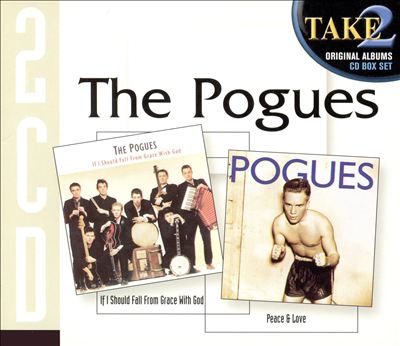 TAKE 2
ORIGINAL ALBUMS
CD BOX SET
2CD
The Pogues
THE POGUES
If I Should Fall From Grace With God
POGUES
If I Should Fall From Grace With God
Peace & Love